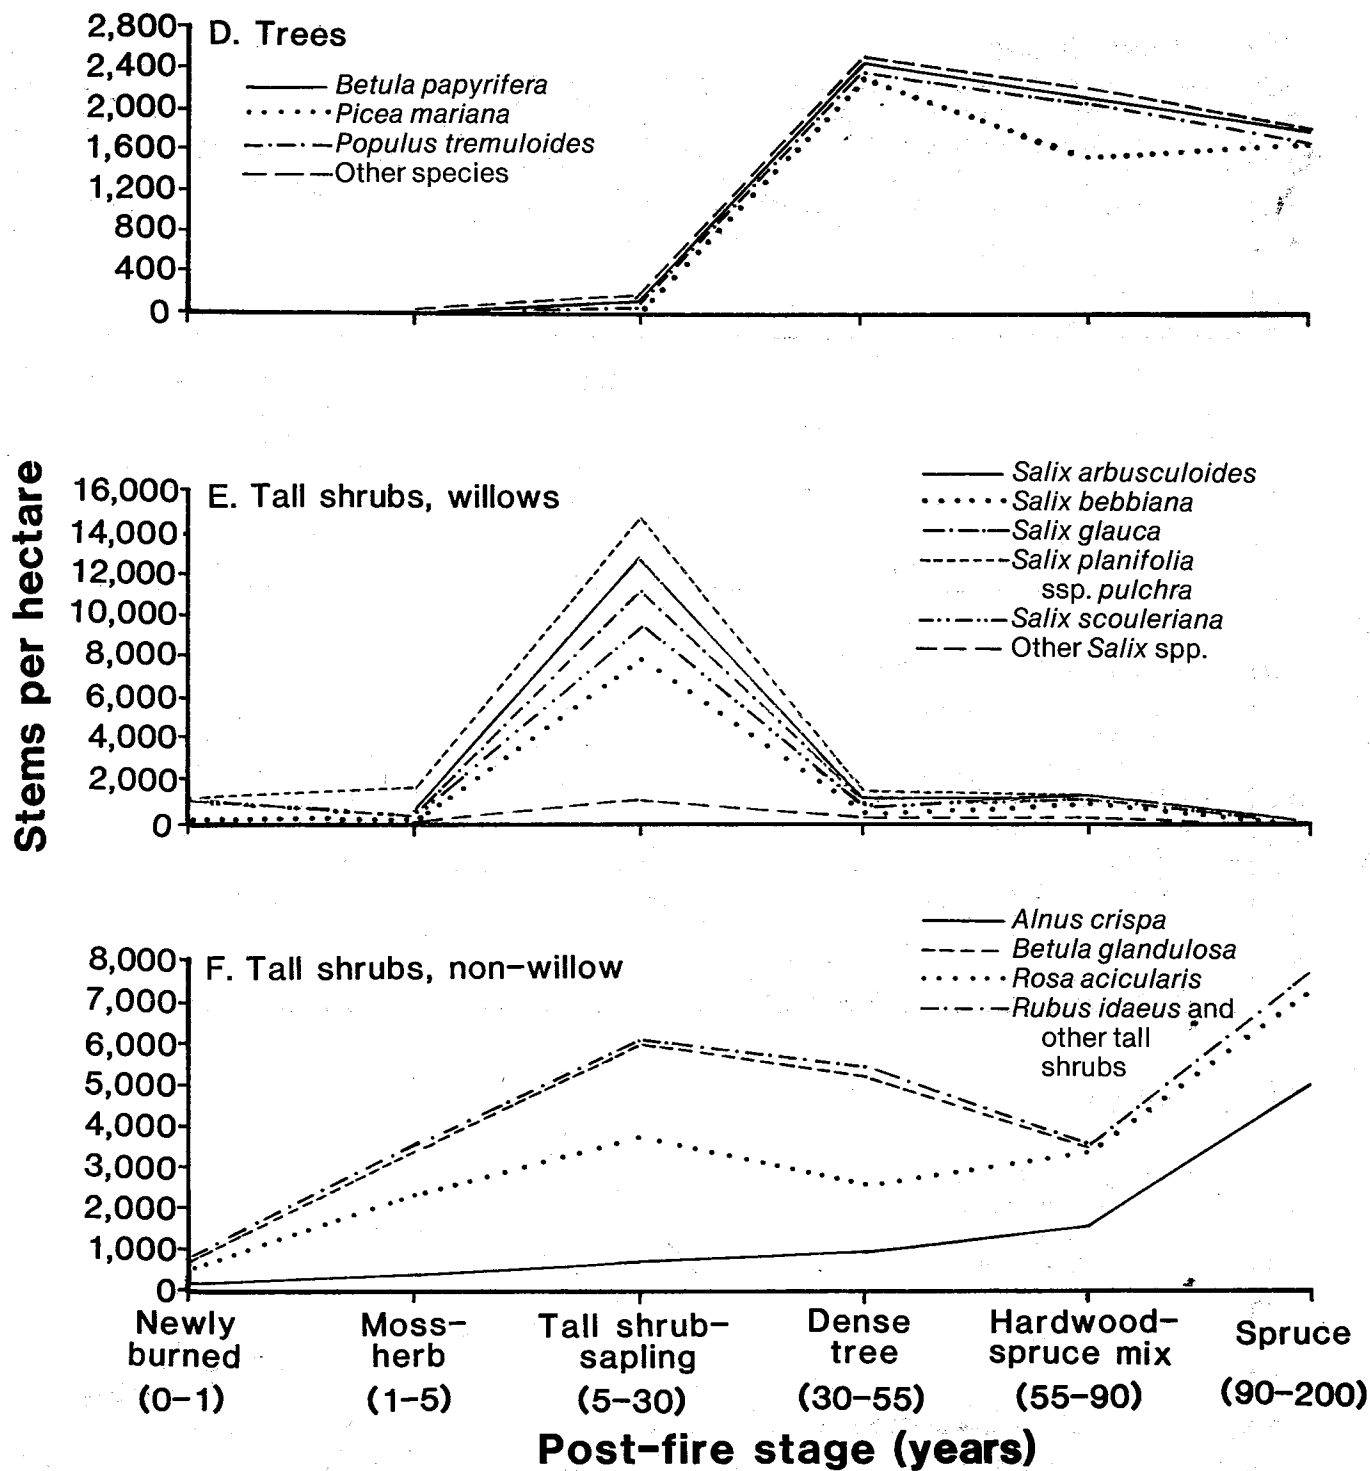 Stems per hectare
D. Trees
2,800
2,400
2,000
1,600
1,200
800
400
0
Betula papyrifera
Picea mariana
Populus tremuloides
Other species
E. Tall shrubs, willows
16,000
14,000
12,000
10,000
8,000
6,000
4,000
2,000
0
Salix arbusculoides
Salix bebbiana
Salix glauca
Salix planifolia
ssp. pulchra
Salix scouleriana
Other Salix spp.
F. Tall shrubs, non-willow
8,000
7,000
6,000
5,000
4,000
3,000
2,000
1,000
0
Alnus crispa
Betula glandulosa
Rosa acicularis
Rubus idaeus and
other tall
shrubs
Newly
burned
(0-1)
Moss-
herb
(1-5)
Tall shrub-
sapling
(5-30)
Dense
tree
(30-55)
Hardwood-
spruce mix
(55-90)
Spruce
(90-200)
Post-fire stage (years)